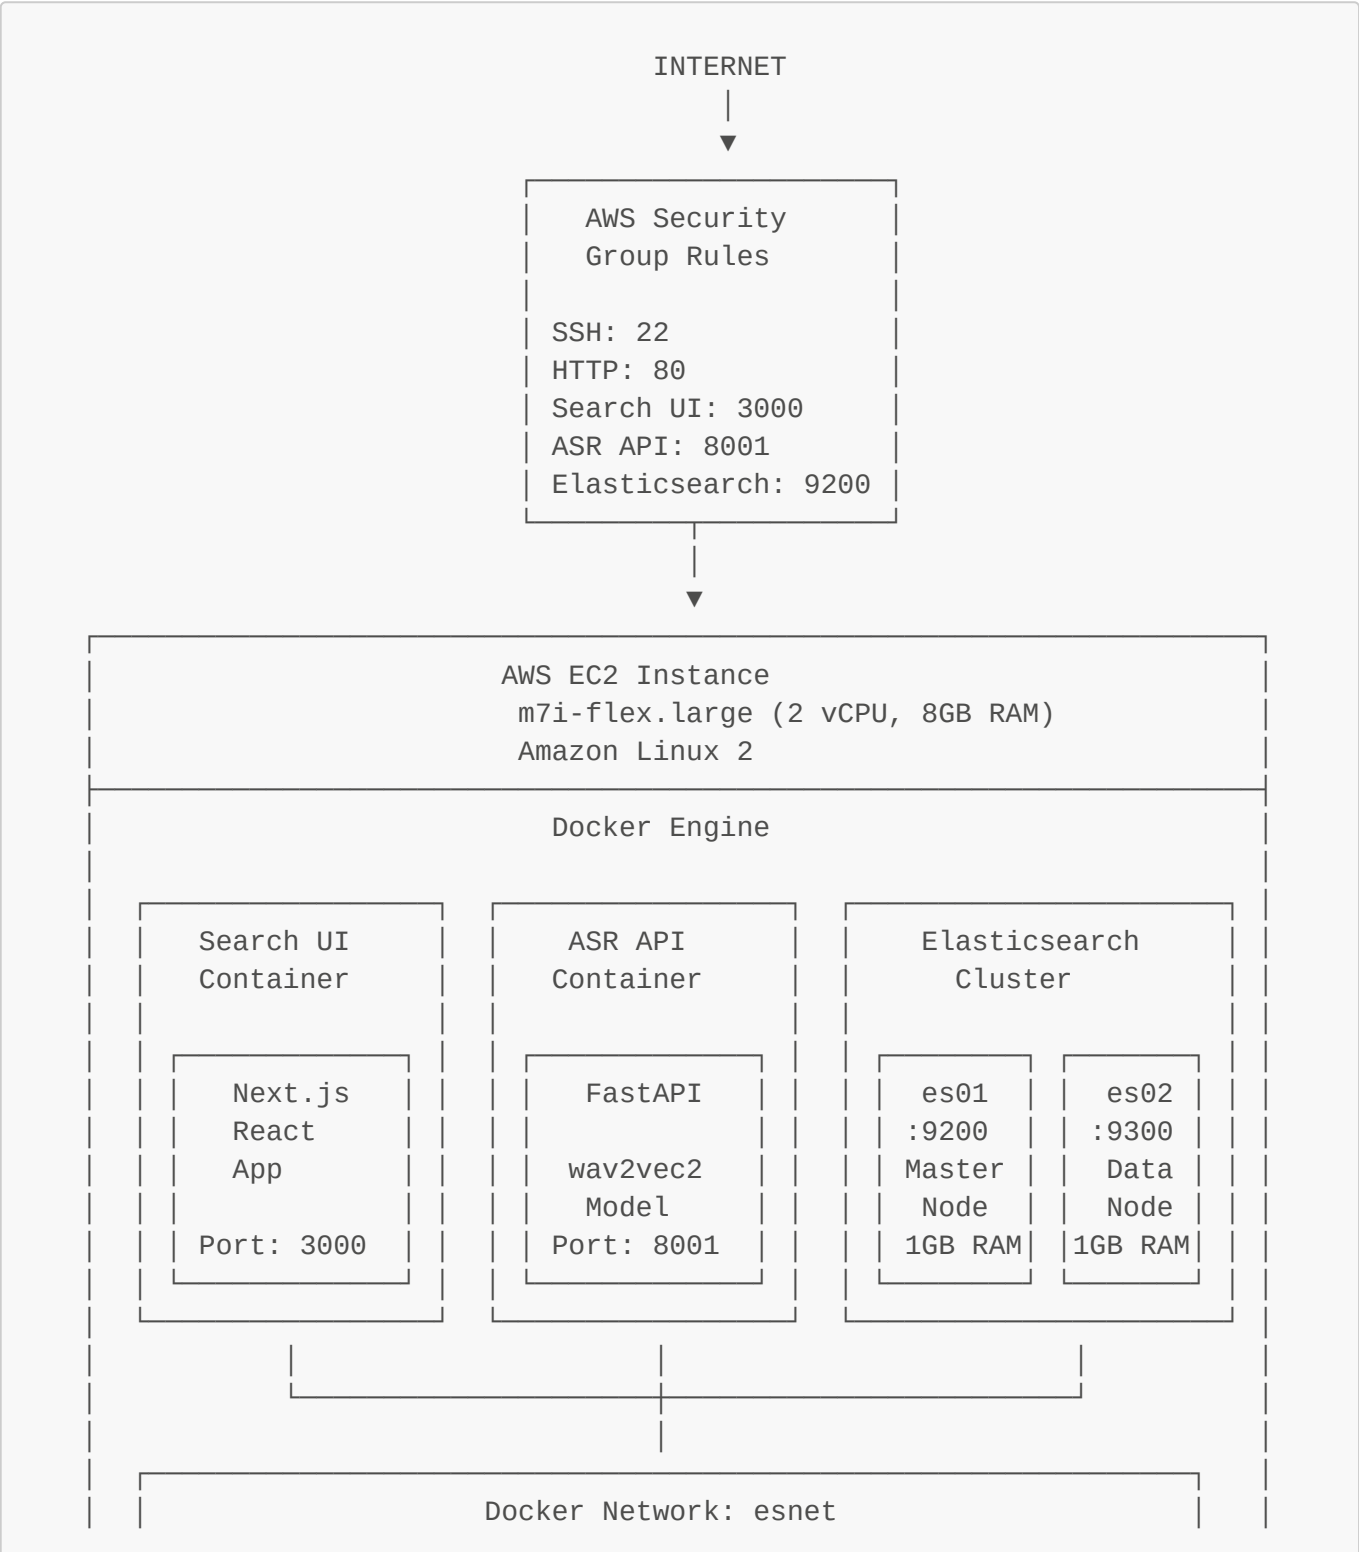 INTERNET
AWS Security
Group Rules
SSH: 22
HTTP: 80
Search UI: 3000
ASR API: 8001
Elasticsearch: 9200
AWS EC2 Instance
m7i-flex.large (2 vCPU, 8GB RAM)
Amazon Linux 2
Docker Engine
Search UI
Container
Next.js
React
App
Port: 3000
ASR API
Container
FastAPI
wav2vec2
Model
Port: 8001
Elasticsearch
Cluster
es01
:9200
Master
Node
1GB RAM
es02
:9300
Data
Node
1GB RAM
Docker Network: esnet